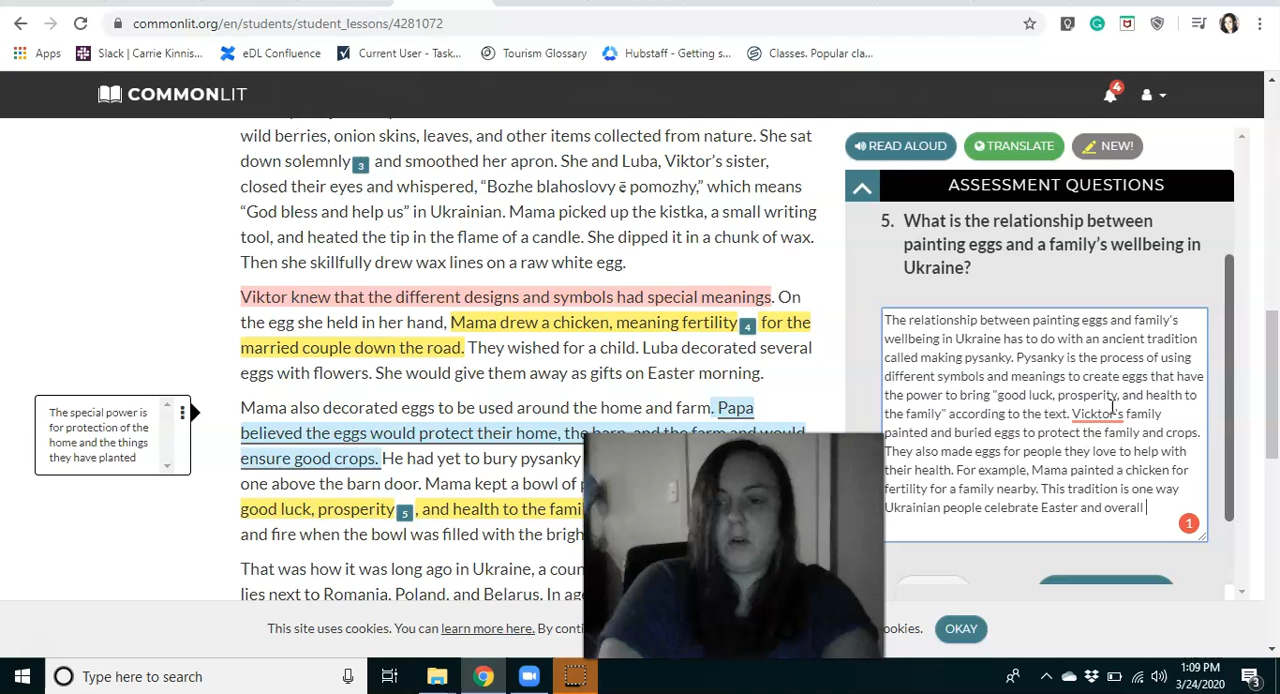 commonlit.org/en/students/student_lessons/4281072
Apps
Slack | Carrie Kinnis...
eDL Confluence
Current User - Task...
Tourism Glossary
Hubstaff - Getting s...
Classes. Popular cla...
COMMONLIT
4
wild berries, onion skins, leaves, and other items collected from nature. She sat
down solemnly 3 and smoothed her apron. She and Luba, Viktor's sister,
closed their eyes and whispered, “Bozhe blahoslovy ē pomozhy,” which means
“God bless and help us” in Ukrainian. Mama picked up the kistka, a small writing
tool, and heated the tip in the flame of a candle. She dipped it in a chunk of wax.
Then she skillfully drew wax lines on a raw white egg.
Viktor knew that the different designs and symbols had special meanings. On
the egg she held in her hand, Mama drew a chicken, meaning fertility 4 for the
married couple down the road. They wished for a child. Luba decorated several
eggs with flowers. She would give them away as gifts on Easter morning.
Mama also decorated eggs to be used around the home and farm. Papa
believed the eggs would protect their home, the barn, and the farm and would
ensure good crops. He had yet to bury pysanky
one above the barn door. Mama kept a bowl of
good luck, prosperity 5 , and health to the fami
and fire when the bowl was filled with the brigh
That was how it was long ago in Ukraine, a coun
lies next to Romania, Poland, and Belarus. In
The special power is
for protection of the
home and the things
they have planted
READ ALOUD
TRANSLATE
NEW!
ASSESSMENT QUESTIONS
5. What is the relationship between
painting eggs and a family's wellbeing in
Ukraine?
The relationship between painting eggs and family's
wellbeing in Ukraine has to do with an ancient tradition
called making pysanky. Pysanky is the process of using
different symbols and meanings to create eggs that have
the power to bring "good luck, prosperity, and health to
the family" according to the text. Vicktor's family
painted and buried eggs to protect the family and crops.
They also made eggs for people they love to help with
their health. For example, Mama painted a chicken for
fertility for a family nearby. This tradition is one way
Ukrainian people celebrate Easter and overall
1
This site uses cookies. You can learn more here. By conti
cookies.
OKAY
Type here to search
1:09 PM
3/24/2020
3